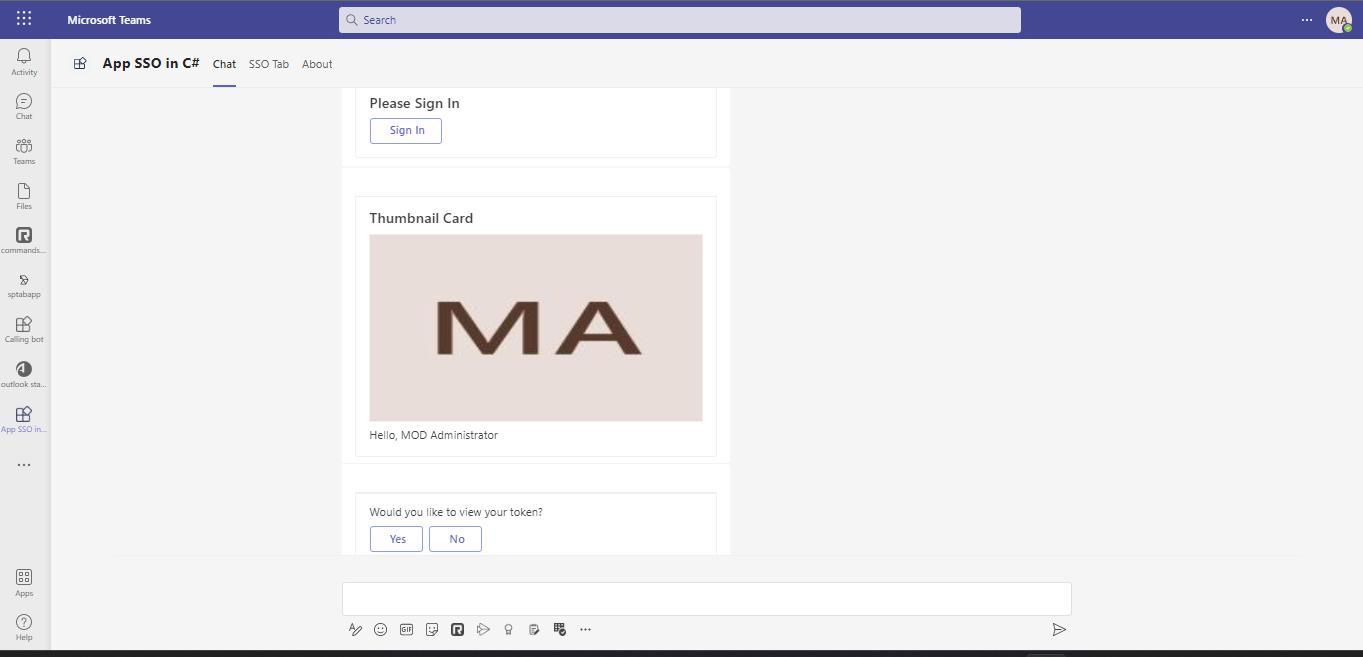 Microsoft Teams
Search
MA
App SSO in C#
Chat
SSO Tab
About
Activity
Chat
Teams
Files
commands...
sptabapp
Calling bot
outlook sta...
App SSO in...
Apps
Help
Please Sign In
Sign In
Thumbnail Card
MA
Hello, MOD Administrator
Would you like to view your token?
Yes
No
GIF